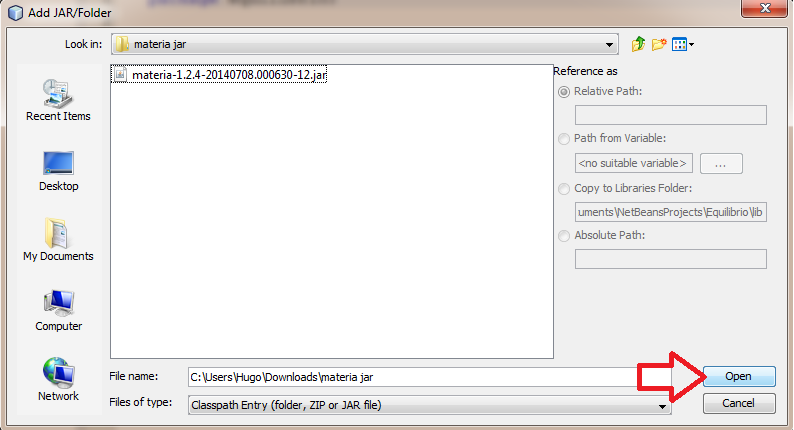 Add JAR/Folder
Look in:
materia jar
materia-1.2.4-20140708.000630-12.jar
Recent Items
Desktop
My Documents
Computer
Network
Reference as
Relative Path:
Path from Variable:
<no suitable variable>
...
Copy to Libraries Folder:
uments\NetBeansProjects\Equilibrio\lib
Absolute Path:
File name:
C:\Users\Hugo\Downloads\materia jar
Open
Files of type:
Classpath Entry (folder, ZIP or JAR file)
Cancel